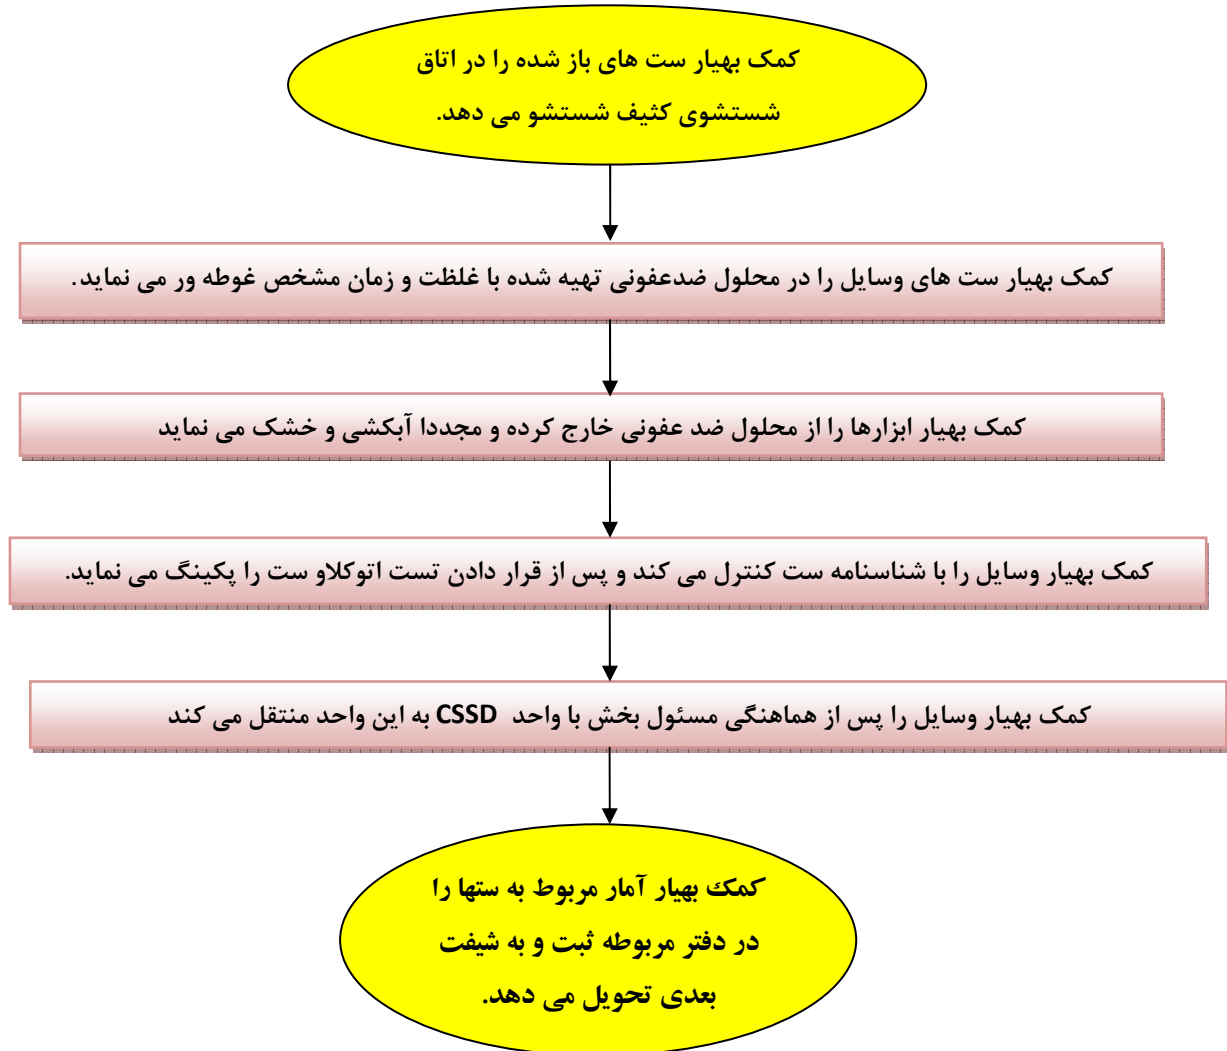 کمک بهیار ست های باز شده را در اتاق
شستشوی کثیف شستشو می دهد.
کمک بهیار ست های وسایل را در محلول ضدعفونی تهیه شده با غلظت و زمان مشخص غوطه ور می نماید.
کمک بهیار ابزارها را از محلول ضد عفونی خارج کرده و مجددا آبکشی و خشک می نماید
کمک بهیار وسایل را با شناسنامه ست کنترل می کند و پس از قرار دادن تست اتوکلاو ست را پکینگ می نماید.
کمک بهیار وسایل را پس از هماهنگی مسئول بخش با واحد CSSD به این واحد منتقل می کند
کمک بهیار آمار مربوط به ستها را
در دفتر مربوطه ثبت و به شیفت
بعدی تحویل می دهد.